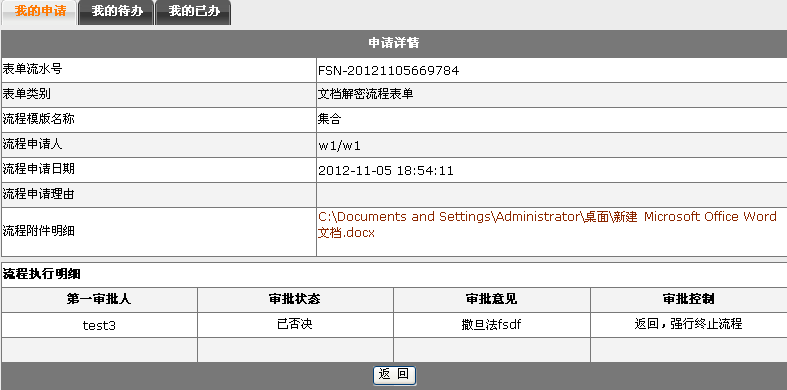 我的申请 我的待办 我的已办
申请详情
表单流水号 FSN-20121105669784
表单类别 文档解密流程表单
流程模版名称 集合
流程申请人 w1/w1
流程申请日期 2012-11-05 18:54:11
流程申请理由
流程附件明细 C:\Documents and Settings\Administrator\桌面\新建 Microsoft Office Word
文档.docx
流程执行明细
第一审批人 审批状态 审批意见 审批控制
test3 已否决 撒旦法fsdf 返回，强行终止流程
返 回